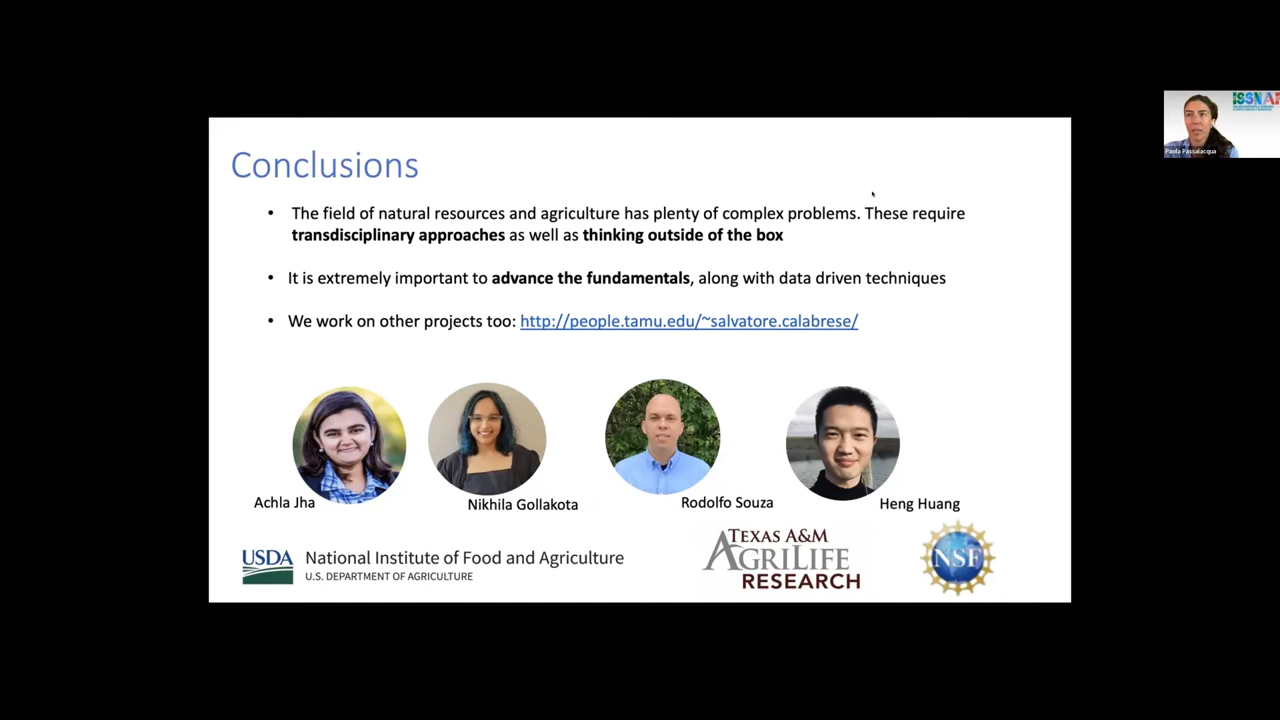 Conclusions
• The field of natural resources and agriculture has plenty of complex problems. These require
transdisciplinary approaches as well as thinking outside of the box
• It is extremely important to advance the fundamentals, along with data driven techniques
• We work on other projects too: http://people.tamu.edu/~salvatore.calabrese/
Achla Jha
Nikhila Gollakota
Rodolfo Souza
Heng Huang
USDA
National Institute of Food and Agriculture
U.S. DEPARTMENT OF AGRICULTURE
TEXAS A&M
AGRILIFE
RESEARCH
NSF
ISSNAF
Paola Passalacqua